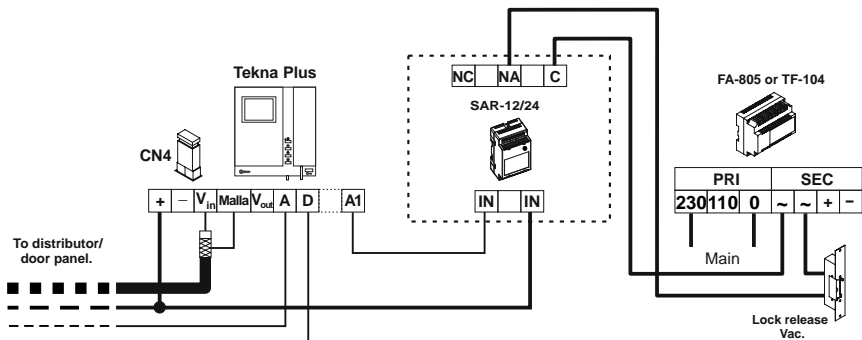 NC NA C
Tekna Plus
SAR-12/24
FA-805 or TF-104
CN4
PRI SEC
230 110 0 ~ ~ + −
+ − Vin Malla Vout A D A1
IN IN
Main
To distributor/
door panel.
Lock release
Vac.